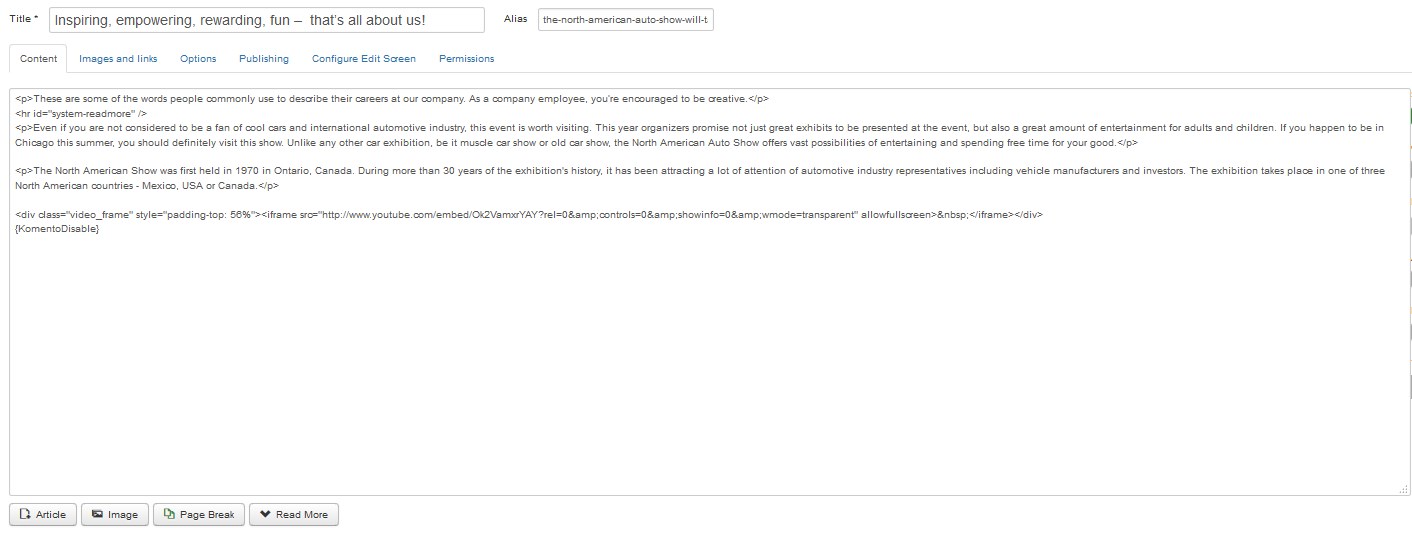 Title * Inspiring, empowering, rewarding, fun –  that's all about us! Alias the-north-american-auto-show-will-t
Content Images and links Options Publishing Configure Edit Screen Permissions
<p>These are some of the words people commonly use to describe their careers at our company. As a company employee, you're encouraged to be creative.</p>
<hr id="system-readmore" />
<p>Even if you are not considered to be a fan of cool cars and international automotive industry, this event is worth visiting. This year organizers promise not just great exhibits to be presented at the event, but also a great amount of entertainment for adults and children. If you happen to be in
Chicago this summer, you should definitely visit this show. Unlike any other car exhibition, be it muscle car show or old car show, the North American Auto Show offers vast possibilities of entertaining and spending free time for your good.</p>
<p>The North American Show was first held in 1970 in Ontario, Canada. During more than 30 years of the exhibition's history, it has been attracting a lot of attention of automotive industry representatives including vehicle manufacturers and investors. The exhibition takes place in one of three
North American countries - Mexico, USA or Canada.</p>
<div class="video_frame" style="padding-top: 56%"><iframe src="http://www.youtube.com/embed/Ok2VamxrYAY?rel=0&amp;controls=0&amp;showinfo=0&amp;wmode=transparent" allowfullscreen>&nbsp;</iframe></div>
{KomentoDisable}
Article Image Page Break Read More